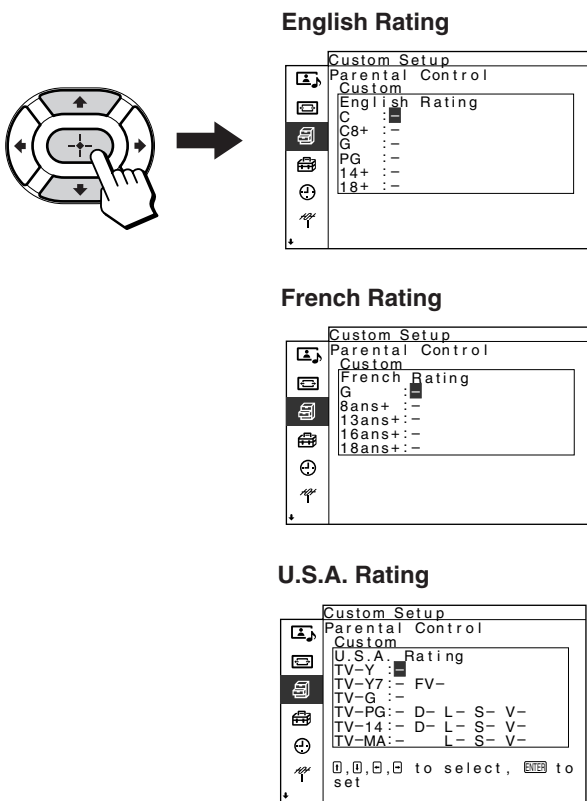 English Rating
Custom Setup
Parental Control
Custom
English Rating
C :–
C8+ :–
G :–
PG :–
14+ :–
18+ :–
French Rating
Custom Setup
Parental Control
Custom
French Rating
G :–
8ans+ :–
13ans+:–
16ans+:–
18ans+:–
U.S.A. Rating
Custom Setup
Parental Control
Custom
U.S.A. Rating
TV–Y :–
TV–Y7:– FV–
TV–G :–
TV–PG:– D– L– S– V–
TV–14:– D– L– S– V–
TV–MA:– L– S– V–
↑,↓,←,→ to select, ENTER to
set